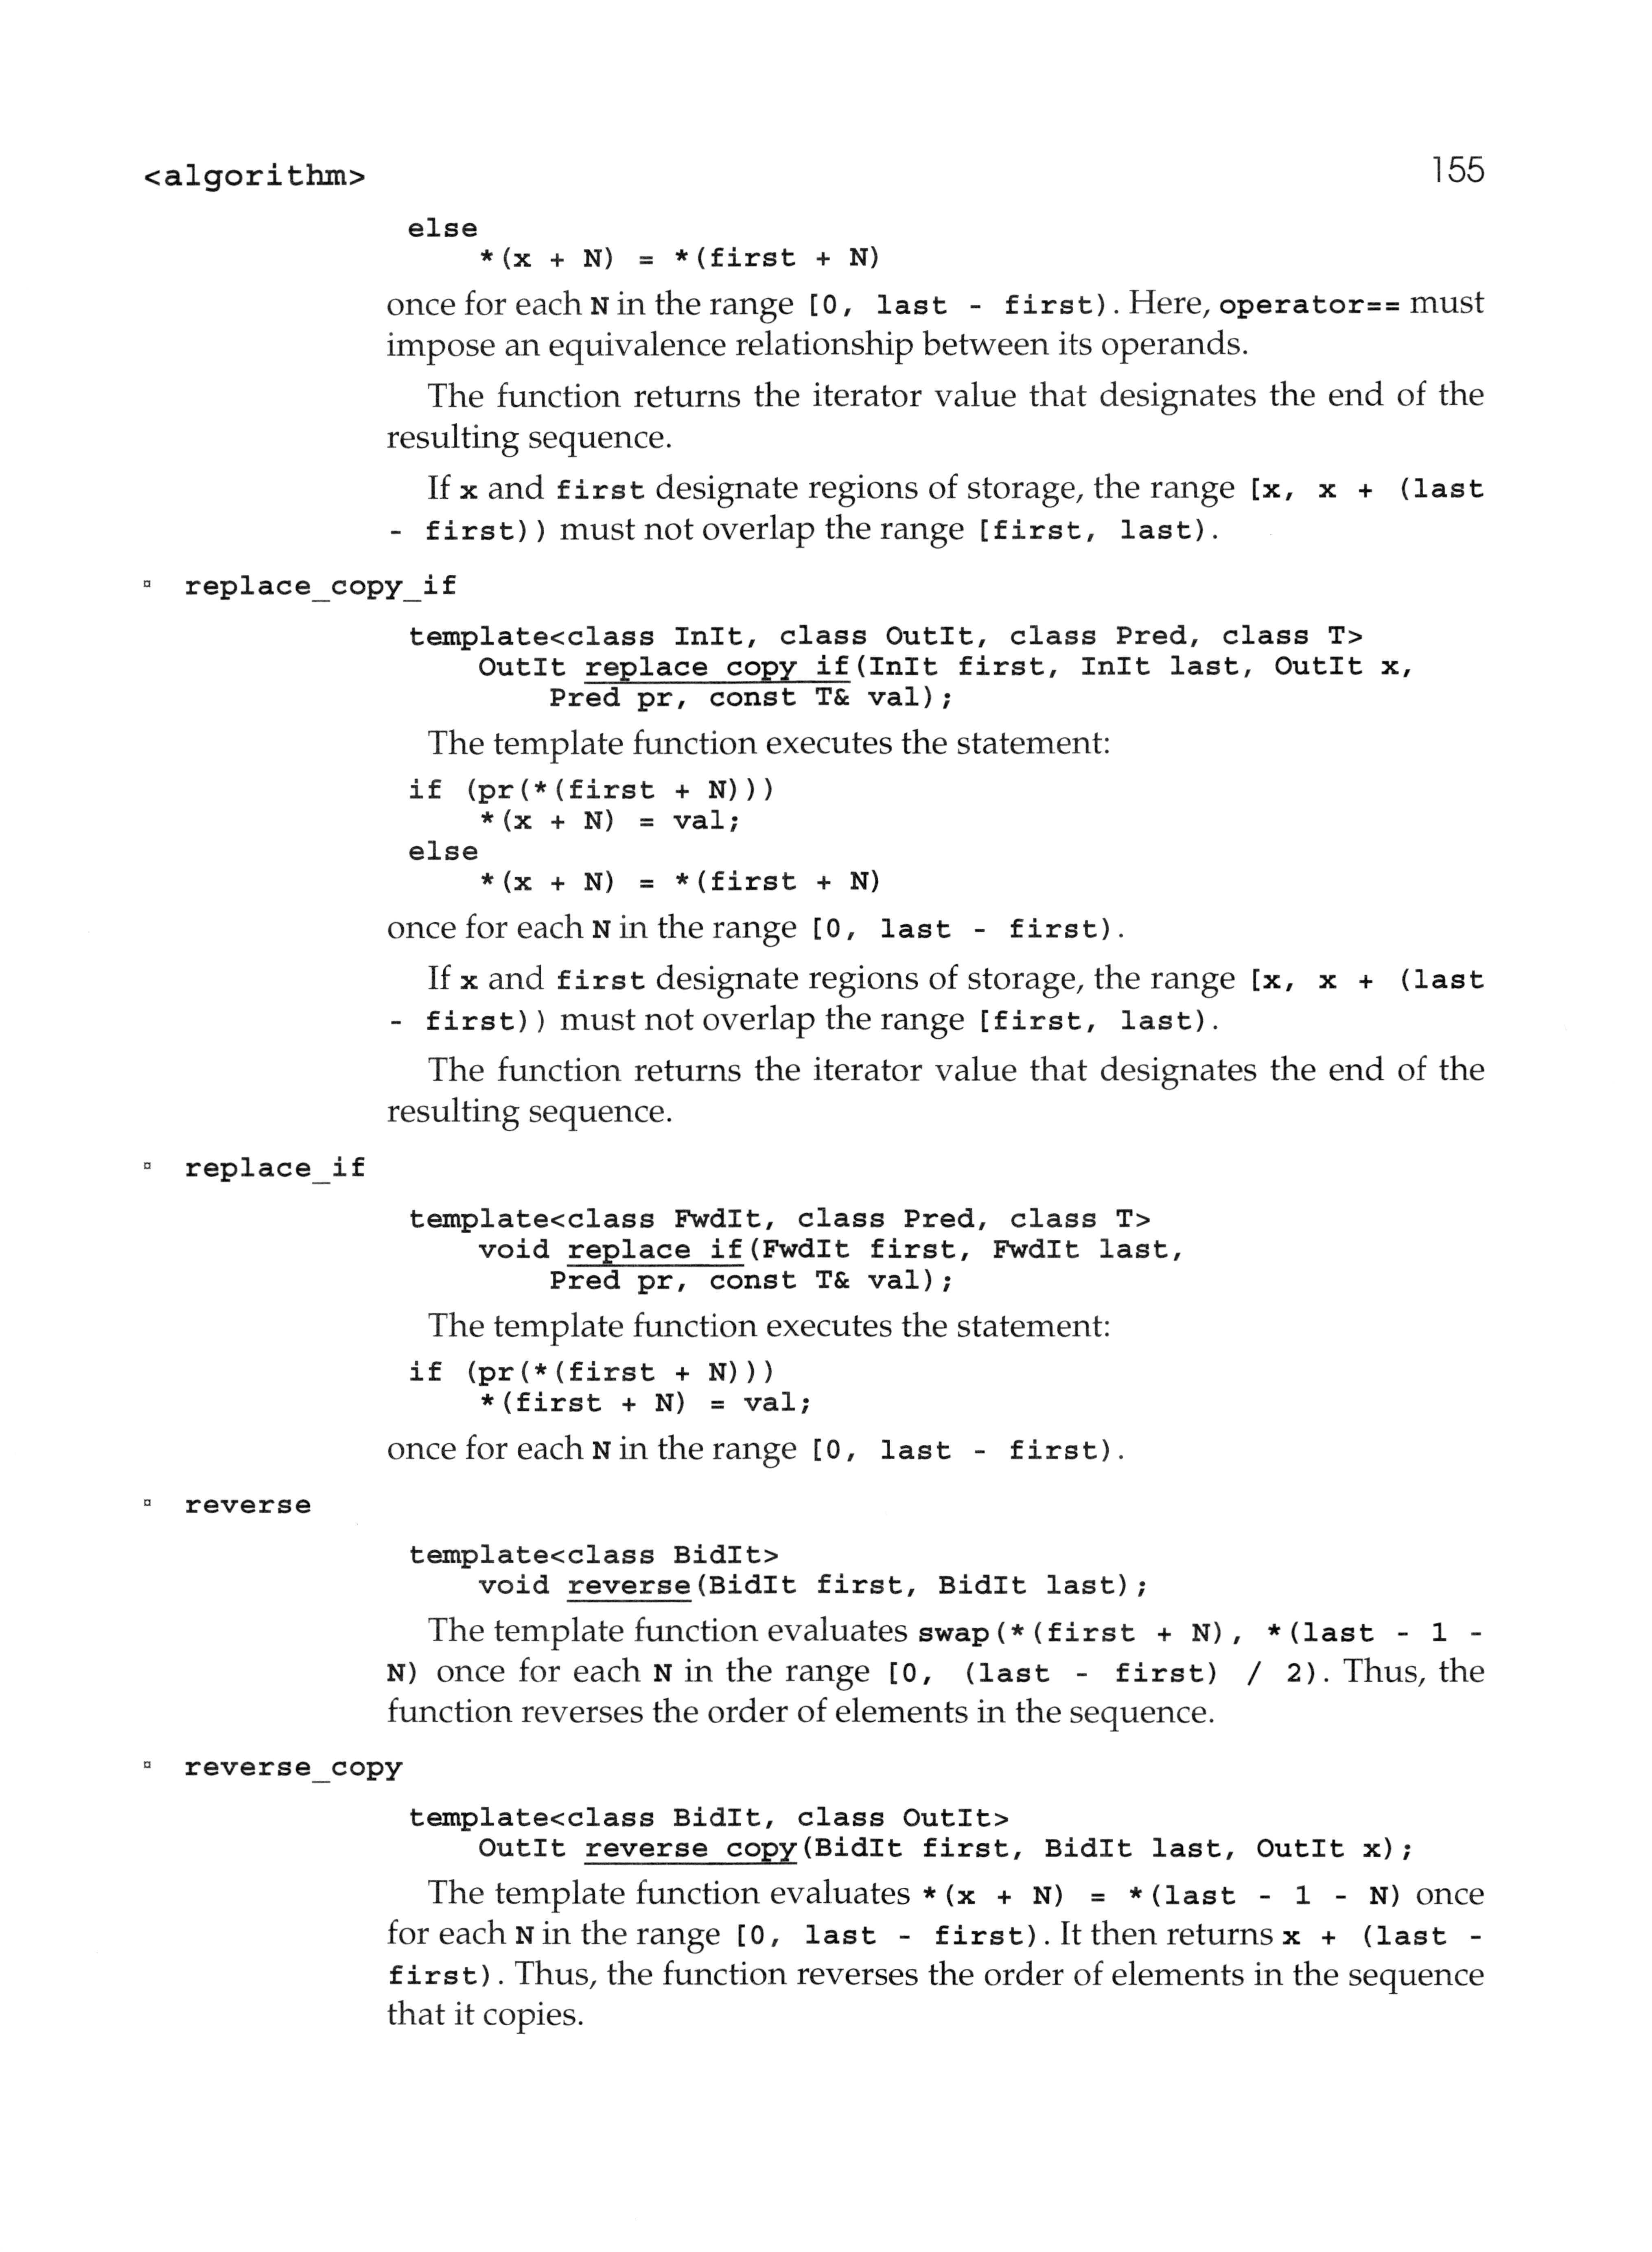 <algorithm> 155
else
*(x + N) = *(first + N)
once for each N in the range [0, last - first). Here, operator== must
impose an equivalence relationship between its operands.
The function returns the iterator value that designates the end of the
resulting sequence.
If x and first designate regions of storage, the range [x, x + (last
- first)) must not overlap the range [first, last).
▫ replace_copy_if
template<class InIt, class OutIt, class Pred, class T>
OutIt replace_copy_if(InIt first, InIt last, OutIt x,
Pred pr, const T& val);
The template function executes the statement:
if (pr(*(first + N)))
*(x + N) = val;
else
*(x + N) = *(first + N)
once for each N in the range [0, last - first).
If x and first designate regions of storage, the range [x, x + (last
- first)) must not overlap the range [first, last).
The function returns the iterator value that designates the end of the
resulting sequence.
▫ replace_if
template<class FwdIt, class Pred, class T>
void replace_if(FwdIt first, FwdIt last,
Pred pr, const T& val);
The template function executes the statement:
if (pr(*(first + N)))
*(first + N) = val;
once for each N in the range [0, last - first).
▫ reverse
template<class BidIt>
void reverse(BidIt first, BidIt last);
The template function evaluates swap(*(first + N), *(last - 1 -
N) once for each N in the range [0, (last - first) / 2). Thus, the
function reverses the order of elements in the sequence.
▫ reverse_copy
template<class BidIt, class OutIt>
OutIt reverse_copy(BidIt first, BidIt last, OutIt x);
The template function evaluates *(x + N) = *(last - 1 - N) once
for each N in the range [0, last - first). It then returns x + (last -
first). Thus, the function reverses the order of elements in the sequence
that it copies.